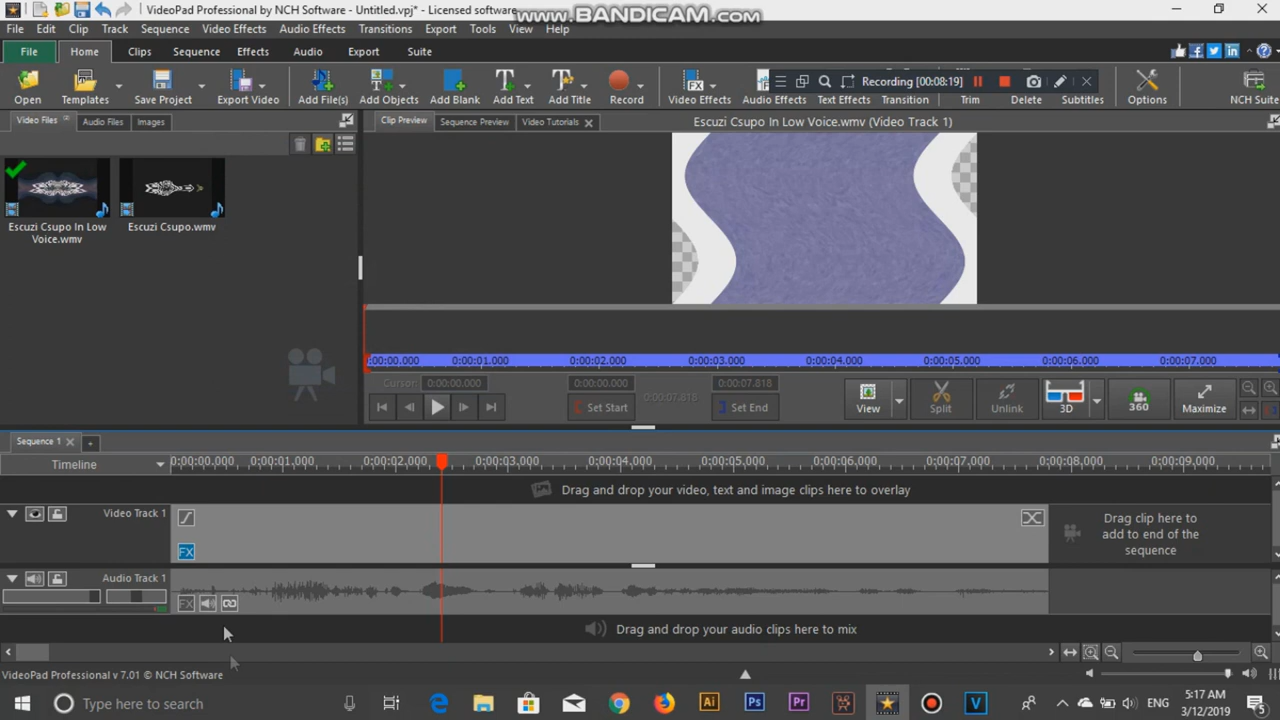 VideoPad Professional by NCH Software - Untitled.vpj* - Licensed software
www.BANDICAM.com
File Edit Clip Track Sequence Video Effects Audio Effects Transitions Export Tools View Help
File Home Clips Sequence Effects Audio Export Suite
Recording [00:08:19]
Open Templates Save Project Export Video Add File(s) Add Objects Add Blank Add Text Add Title Record Video Effects Audio Effects Text Effects Transition Trim Delete Subtitles Options NCH Suite
Video Files Audio Files Images
Clip Preview Sequence Preview Video Tutorials
Escuzi Csupo In Low Voice.wmv (Video Track 1)
Escuzi Csupo In Low
Voice.wmv
Escuzi Csupo.wmv
0:00:00.000 0:00:01.000 0:00:02.000 0:00:03.000 0:00:04.000 0:00:05.000 0:00:06.000 0:00:07.000
Cursor: 0:00:00.000
0:00:00.000 0:00:07.818 0:00:07.818
Set Start Set End
View Split Unlink 3D 360 Maximize
Sequence 1
Timeline
0:00:00.000 0:00:01.000 0:00:02.000 0:00:03.000 0:00:04.000 0:00:05.000 0:00:06.000 0:00:07.000 0:00:08.000 0:00:09.000
Drag and drop your video, text and image clips here to overlay
Video Track 1
FX
Drag clip here to
add to end of the
sequence
Audio Track 1
FX
Drag and drop your audio clips here to mix
VideoPad Professional v 7.01 © NCH Software
Type here to search
Ai Ps Pr V
ENG
5:17 AM
3/12/2019
5